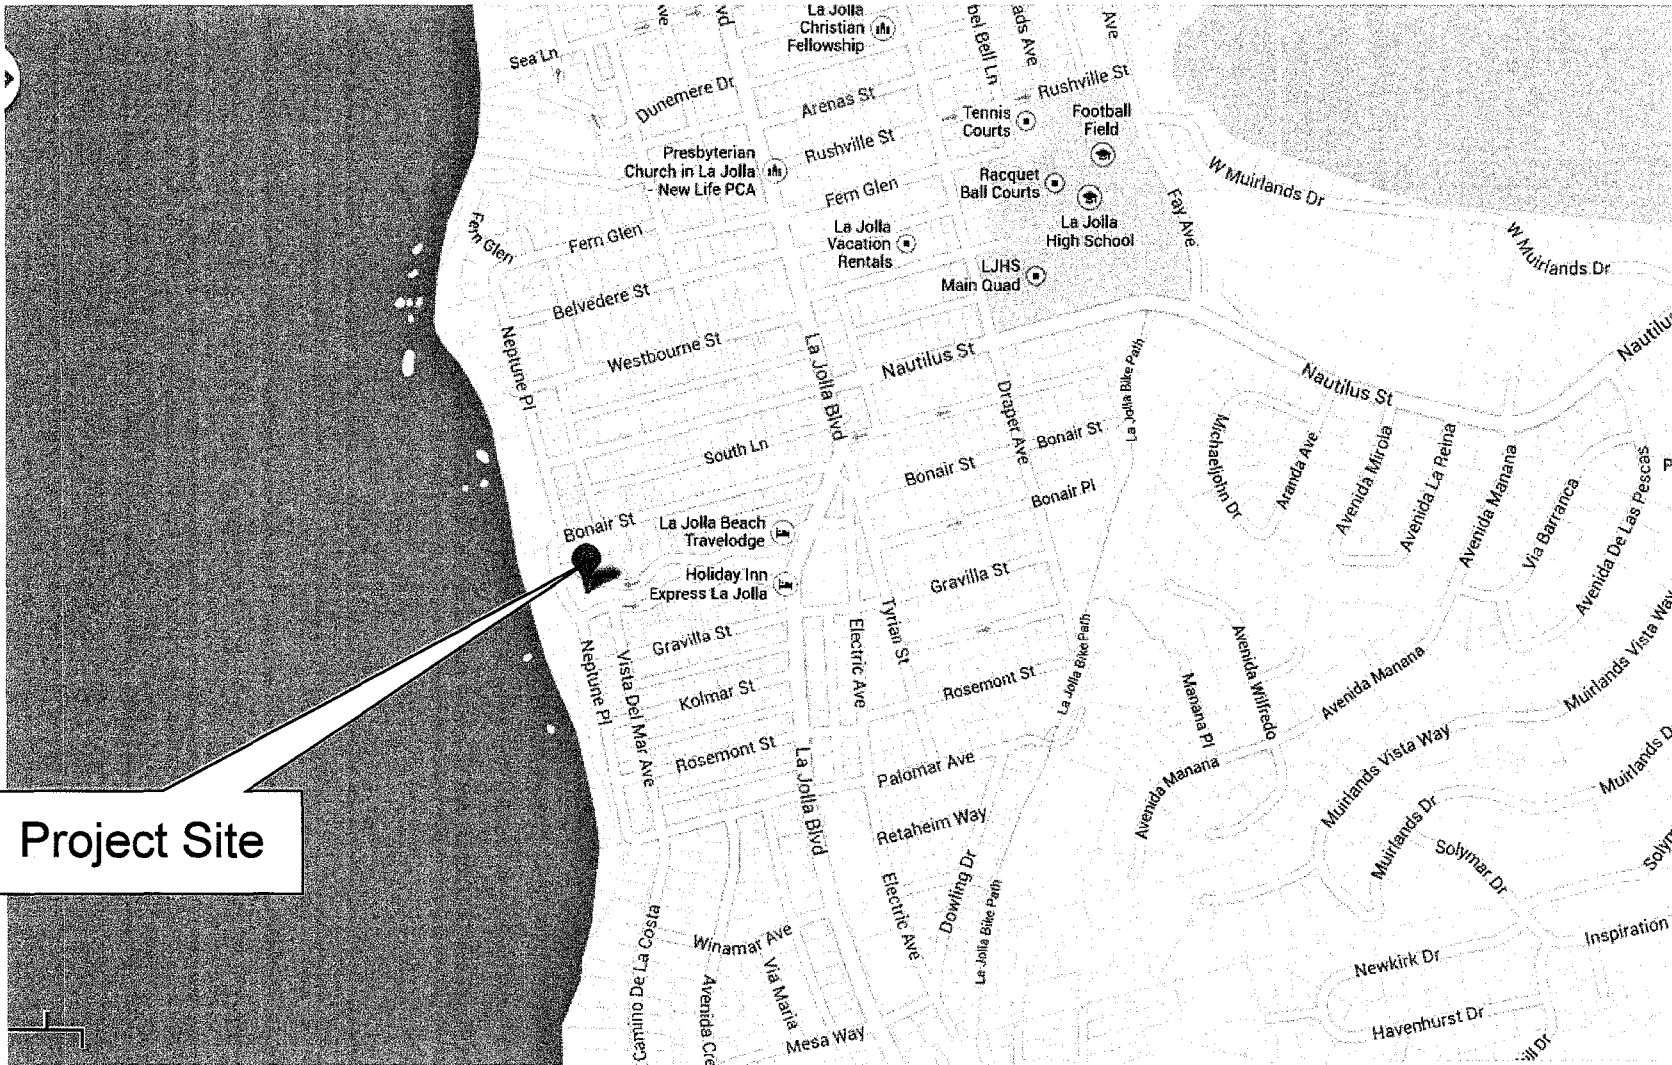 La Jolla
Christian
Fellowship
Sea Ln
Dunemere Dr
Arenas St
Rushville St
Rushville St
Tennis
Courts
Football
Field
Presbyterian
Church in La Jolla
- New Life PCA
Racquet
Ball Courts
W Muirlands Dr
Fern Glen
Fern Glen
Fern Glen
La Jolla
Vacation
Rentals
La Jolla
High School
Fay Ave
W Muirlands Dr
LJHS
Main Quad
Belvedere St
Neptune Pl
Westbourne St
La Jolla Blvd
Nautilus St
Nautilus St
Draper Ave
La Jolla Bike Path
South Ln
Bonair St
Bonair St
Bonair Pl
Michaeljohn Dr
Aranda Ave
Avenida Mirola
Avenida La Reina
Avenida Manana
Via Barranca
Avenida De Las Pescas
Bonair St
La Jolla Beach
Travelodge
Holiday Inn
Express La Jolla
Gravilla St
Gravilla St
Neptune Pl
Vista Del Mar Ave
Electric Ave
Tyrian St
Kolmar St
Rosemont St
Rosemont St
La Jolla Bike Path
Manana Pl
Avenida Wilfredo
Avenida Manana
Muirlands Vista Way
Avenida Manana
Muirlands Vista Way
La Jolla Blvd
Palomar Ave
Retaheim Way
Muirlands Dr
Solymar Dr
Project Site
Electric Ave
Dowling Dr
La Jolla Bike Path
Camino De La Costa
Winamar Ave
Avenida Cre
Via Maria
Mesa Way
Newkirk Dr
Inspiration
Havenhurst Dr